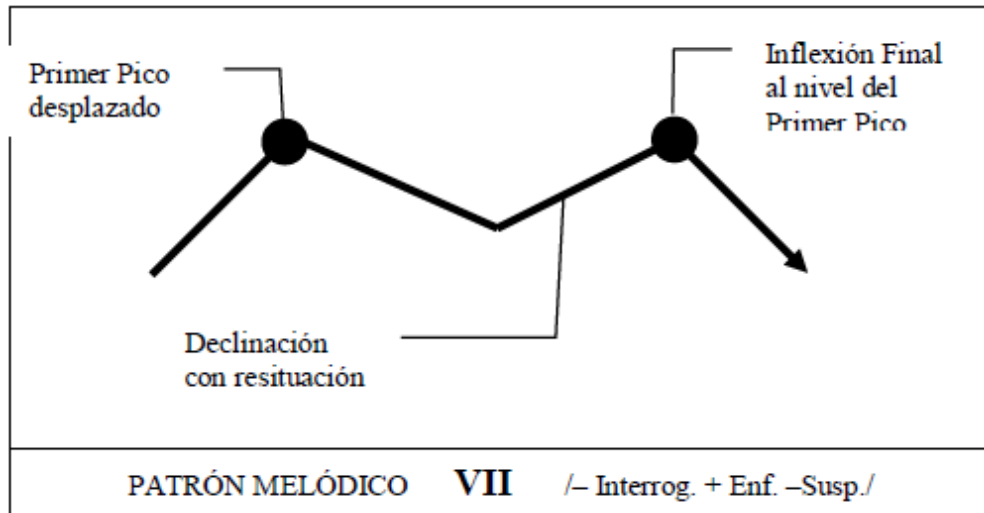 Primer Pico
desplazado
Inflexión Final
al nivel del
Primer Pico
Declinación
con resituación
PATRÓN MELÓDICO VII /– Interrog. + Enf. –Susp./